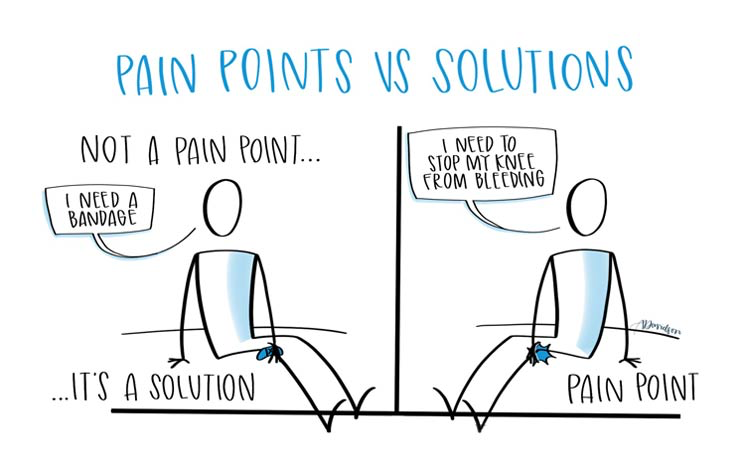 PAIN POINTS VS SOLUTIONS
NOT A PAIN POINT...
I NEED A
BANDAGE
...IT'S A SOLUTION
I NEED TO
STOP MY KNEE
FROM BLEEDING
PAIN POINT